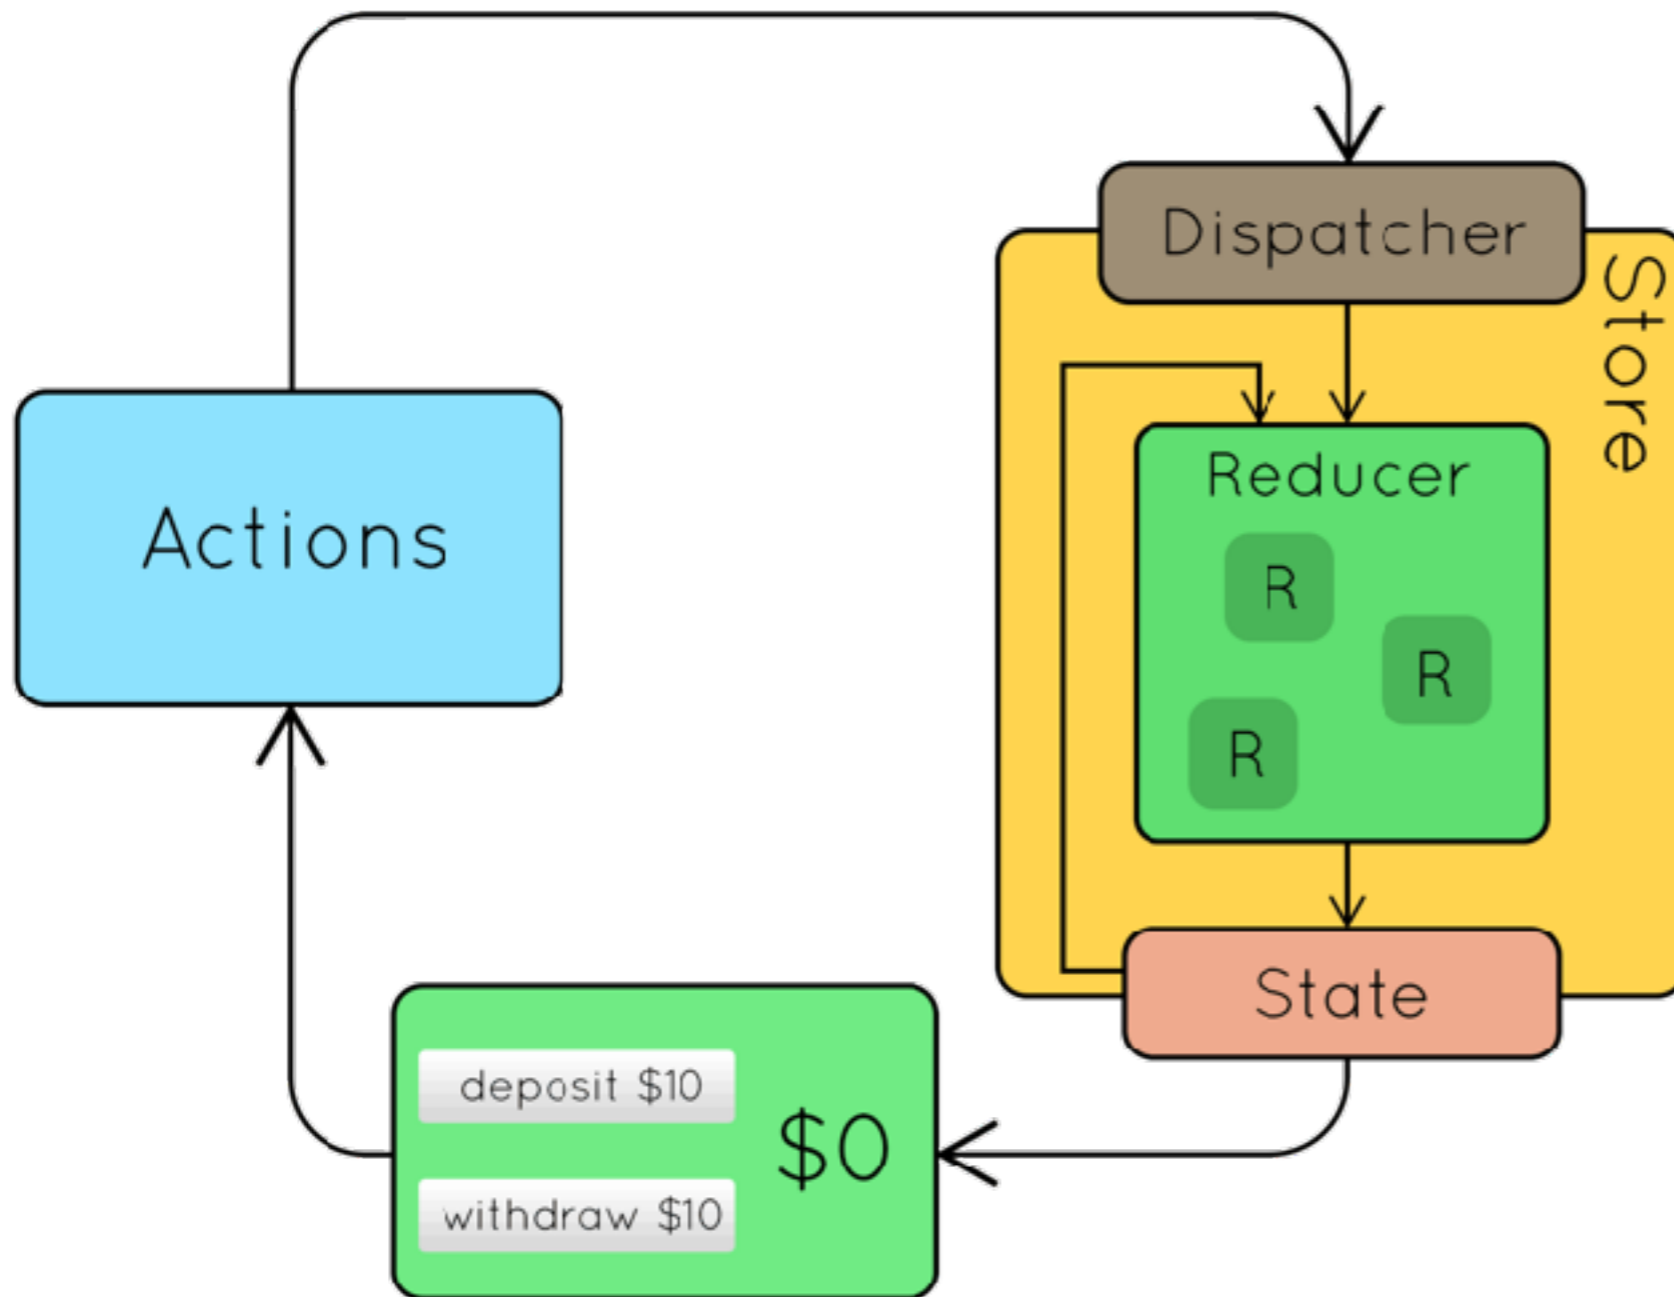 Dispatcher
Store
Actions
Reducer
R
R
R
State
deposit $10
$0
withdraw $10